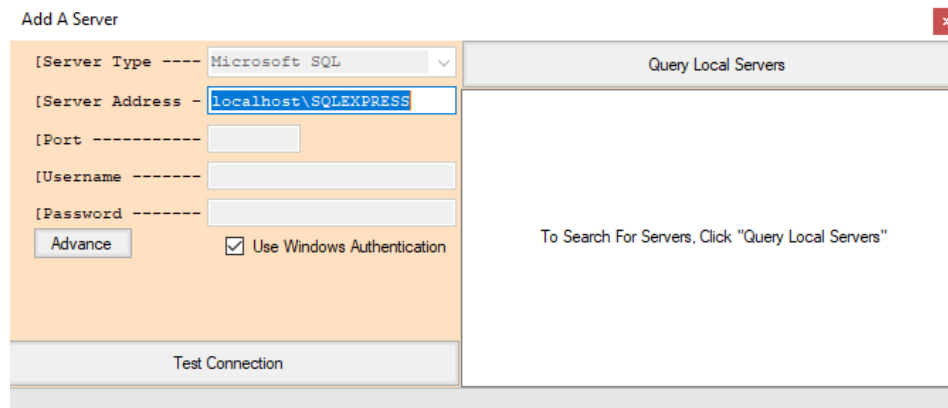 Add A Server
[Server Type ---- Microsoft SQL
[Server Address - localhost\SQLEXPRESS
[Port -----------
[Username -------
[Password -------
Advance
Use Windows Authentication
Test Connection
Query Local Servers
To Search For Servers, Click "Query Local Servers"